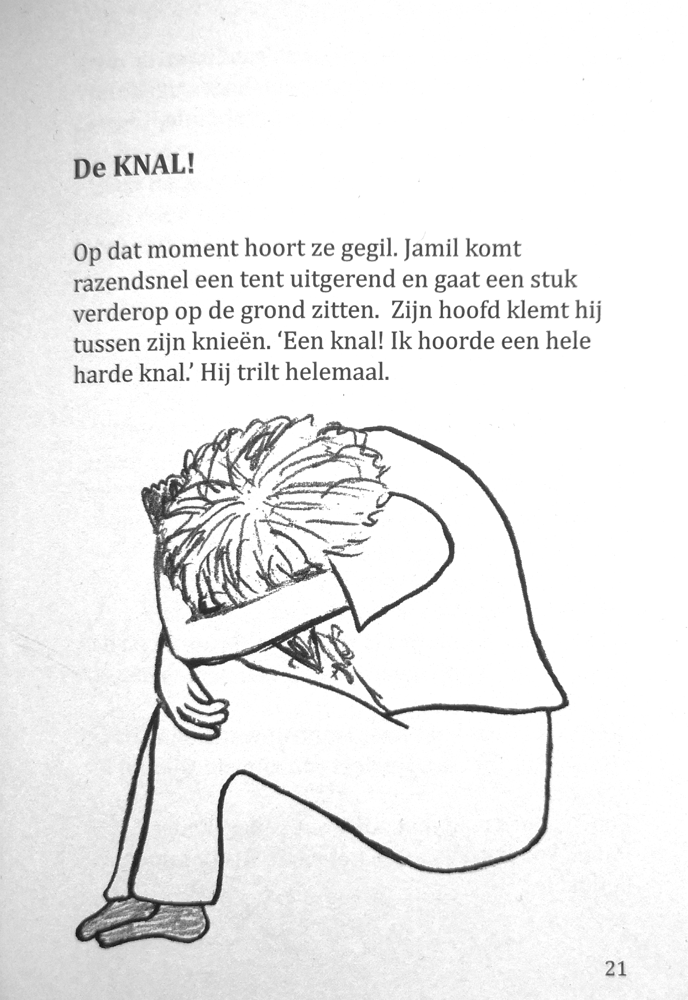 De KNAL!
Op dat moment hoort ze gegil. Jamil komt
razendsnel een tent uitgerend en gaat een stuk
verderop op de grond zitten.  Zijn hoofd klemt hij
tussen zijn knieën. ‘Een knal! Ik hoorde een hele
harde knal.’ Hij trilt helemaal.
21